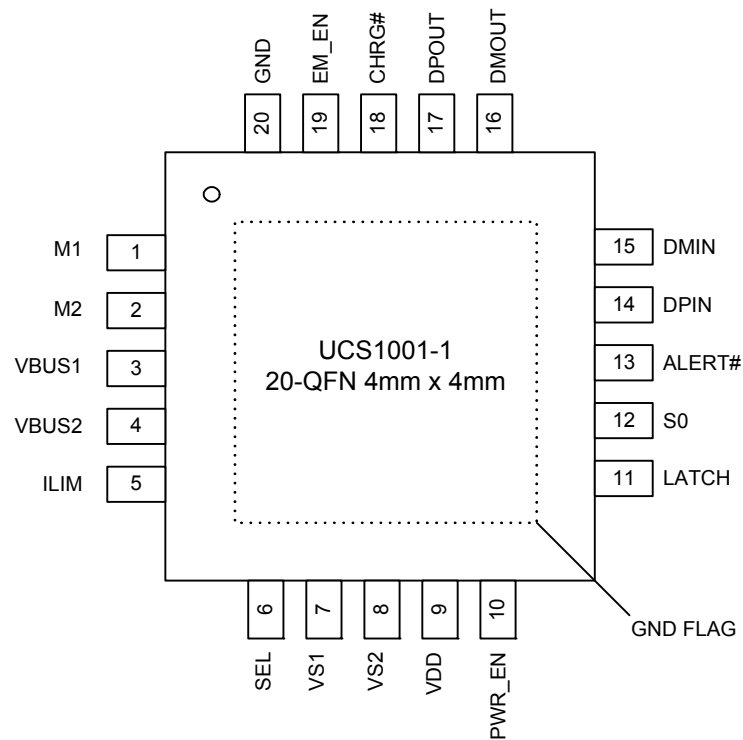 GND
EM_EN
CHRG#
DPOUT
DMOUT
20
19
18
17
16
M1 1
M2 2
VBUS1 3
VBUS2 4
ILIM 5
UCS1001-1
20-QFN 4mm x 4mm
15 DMIN
14 DPIN
13 ALERT#
12 S0
11 LATCH
GND FLAG
6
7
8
9
10
SEL
VS1
VS2
VDD
PWR_EN